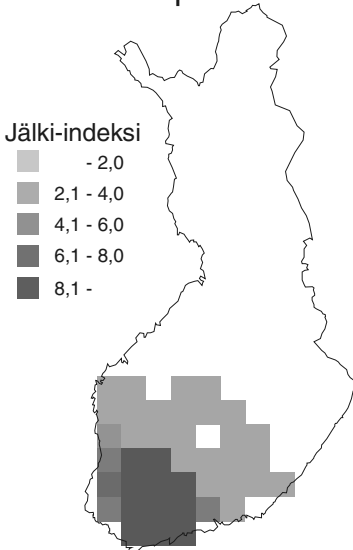 Jälki-indeksi
- 2,0
2,1 - 4,0
4,1 - 6,0
6,1 - 8,0
8,1 -